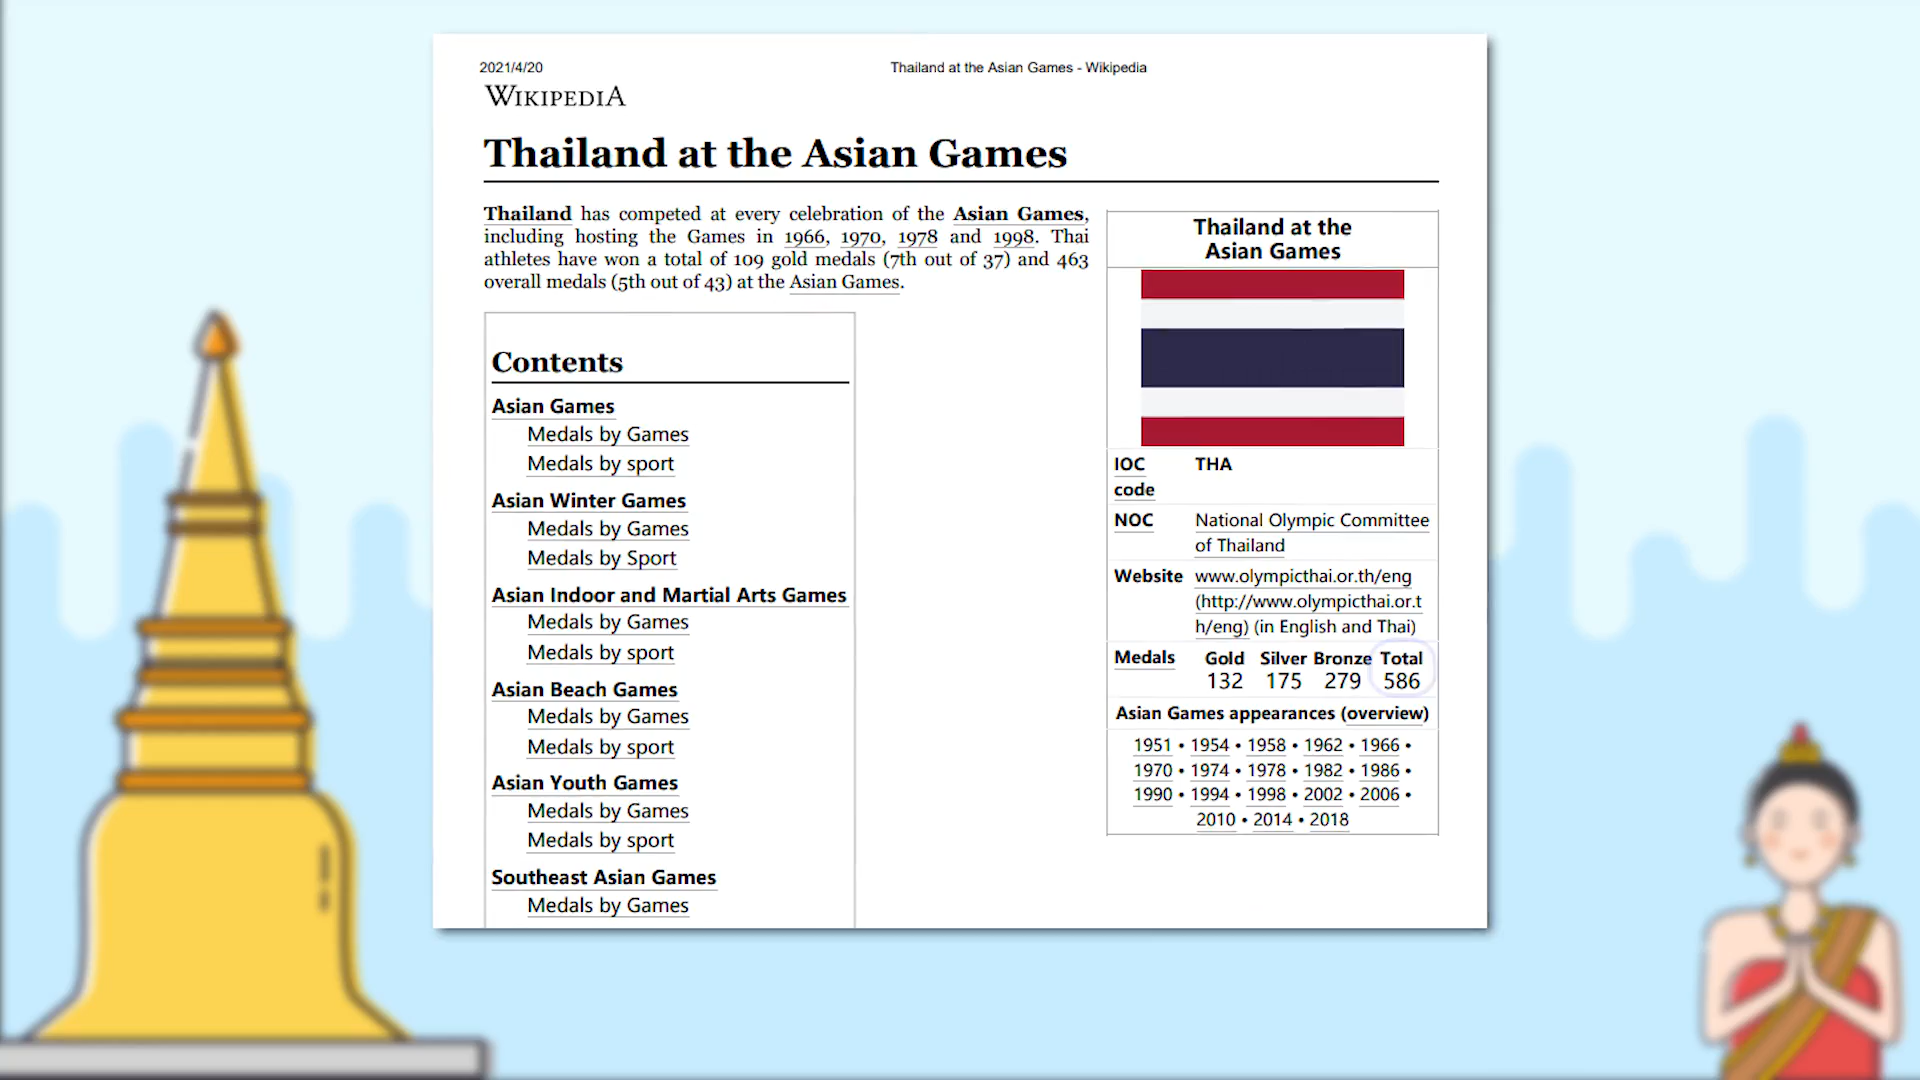 2021/4/20
Thailand at the Asian Games - Wikipedia
WIKIPEDIA
Thailand at the Asian Games
Thailand has competed at every celebration of the Asian Games,
including hosting the Games in 1966, 1970, 1978 and 1998. Thai
athletes have won a total of 109 gold medals (7th out of 37) and 463
overall medals (5th out of 43) at the Asian Games.
Contents
Asian Games
Medals by Games
Medals by sport
Asian Winter Games
Medals by Games
Medals by Sport
Asian Indoor and Martial Arts Games
Medals by Games
Medals by sport
Asian Beach Games
Medals by Games
Medals by sport
Asian Youth Games
Medals by Games
Medals by sport
Southeast Asian Games
Medals by Games
Thailand at the
Asian Games
IOC THA
code
NOC National Olympic Committee
of Thailand
Website www.olympicthai.or.th/eng
(http://www.olympicthai.or.t
h/eng) (in English and Thai)
Medals Gold Silver Bronze Total
132 175 279 586
Asian Games appearances (overview)
1951 • 1954 • 1958 • 1962 • 1966 •
1970 • 1974 • 1978 • 1982 • 1986 •
1990 • 1994 • 1998 • 2002 • 2006 •
2010 • 2014 • 2018